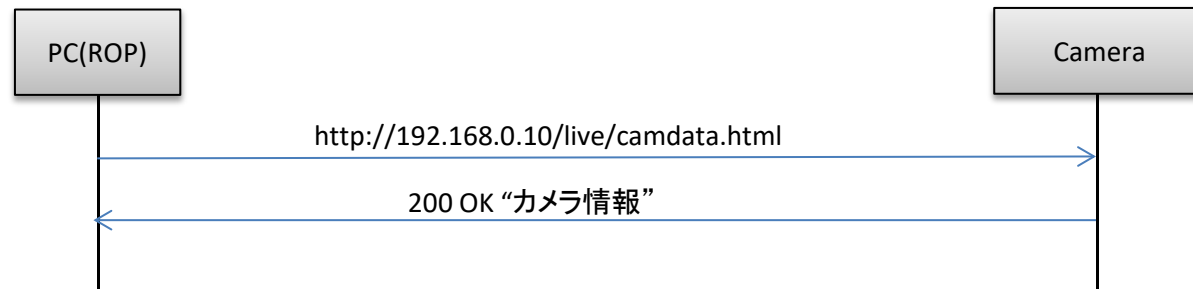 PC(ROP)
Camera
http://192.168.0.10/live/camdata.html
200 OK “カメラ情報”